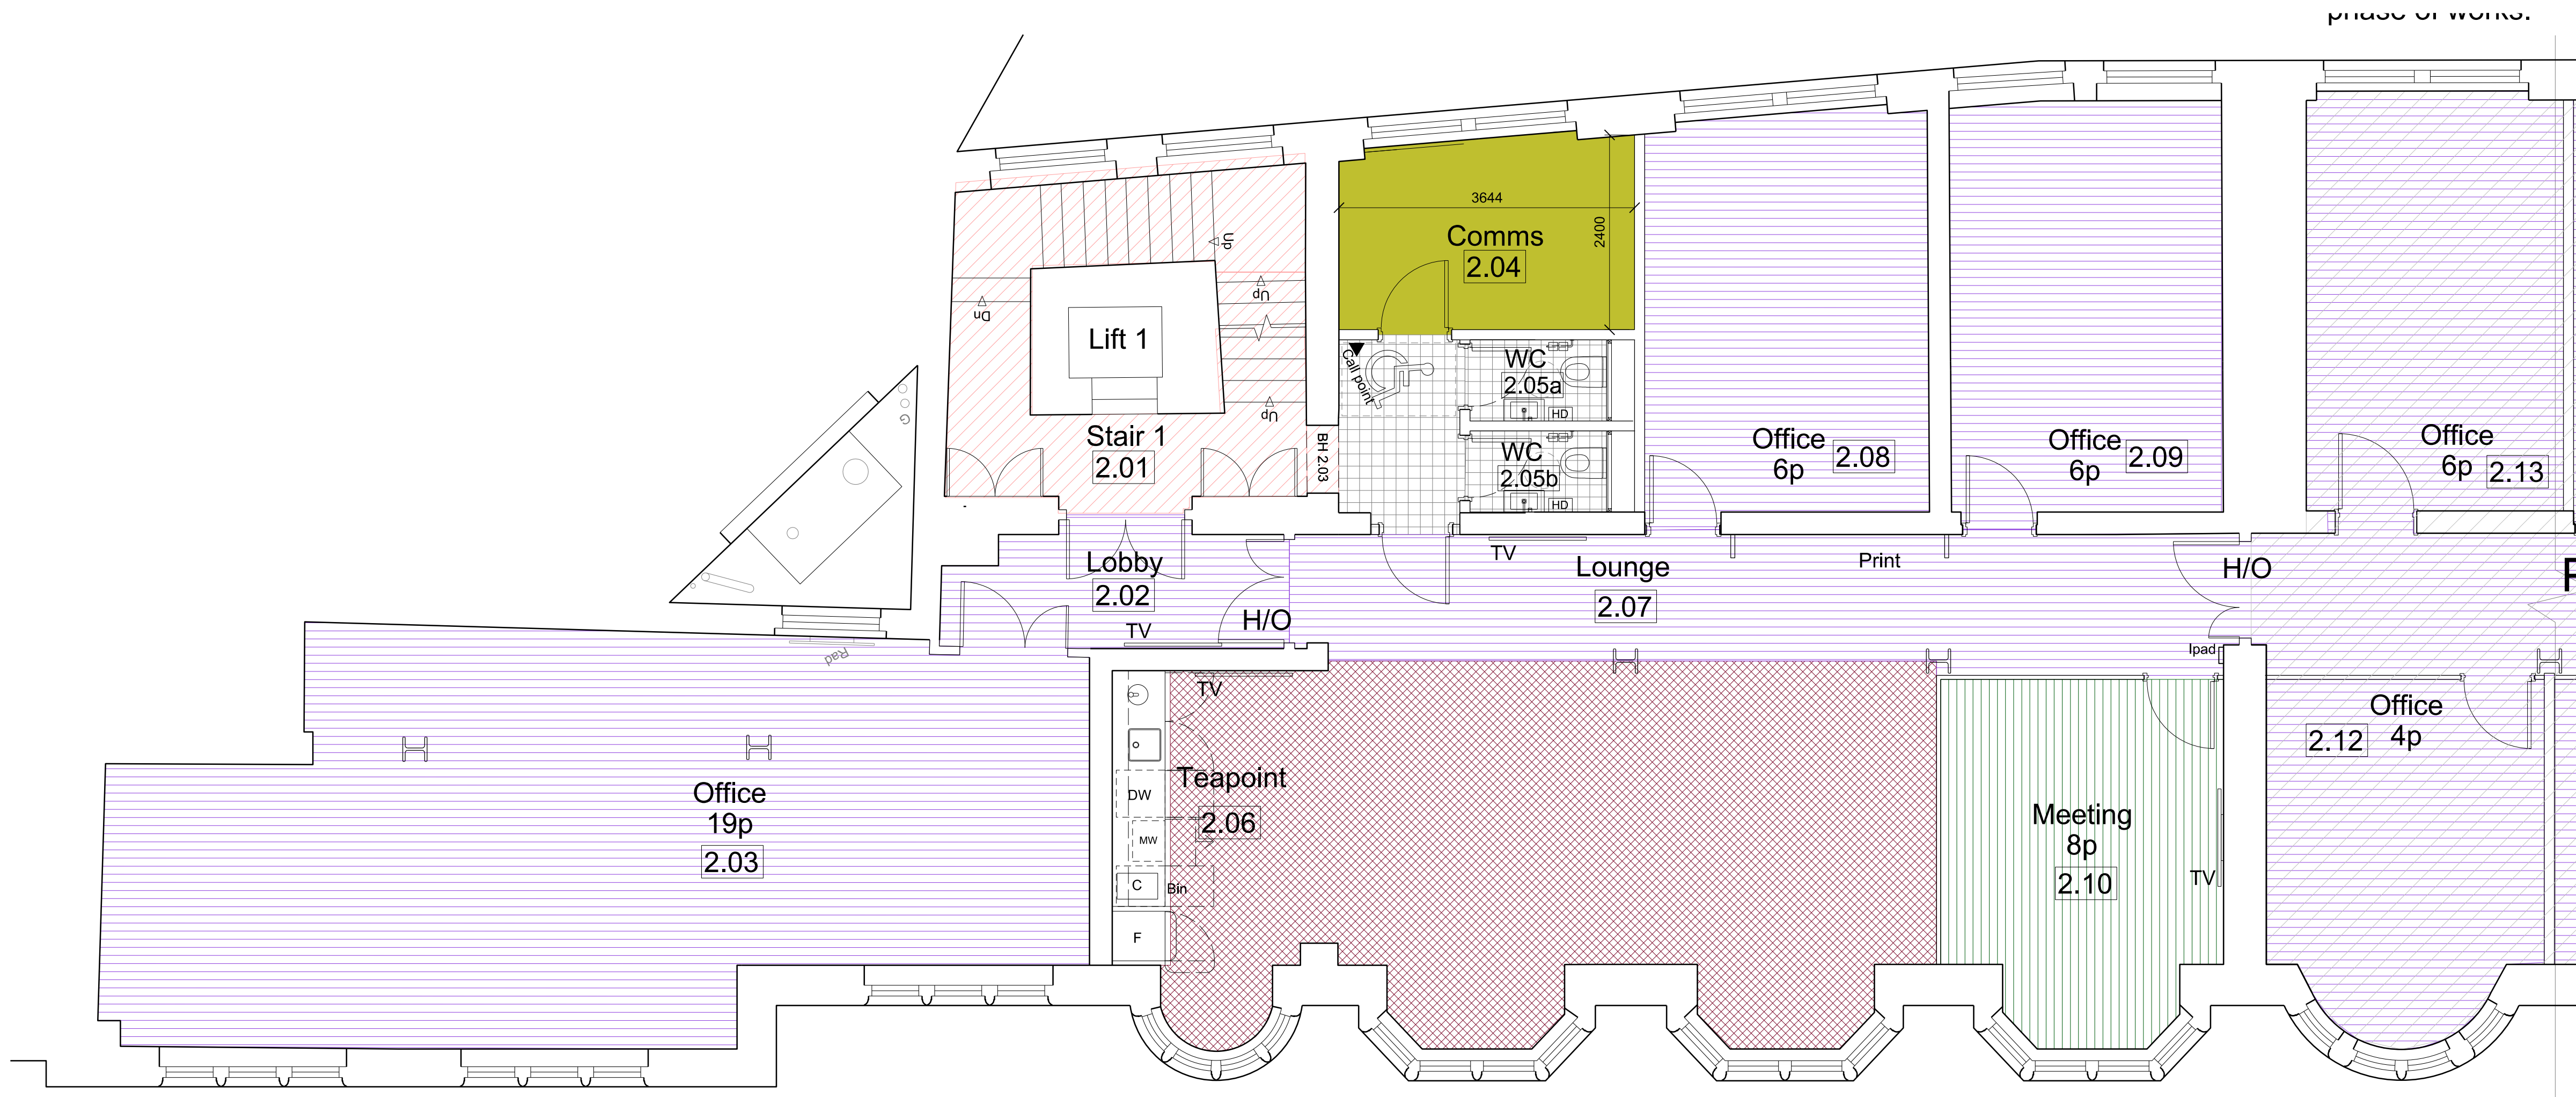 phase of works.
3644
2400
Comms
2.04
Up
Up
Dn
Lift 1
Up
Stair 1
2.01
BH 2.03
Call point
WC
2.05a
HD
WC
2.05b
HD
Office
6p
2.08
Office
6p
2.09
Office
6p
2.13
G
Lobby
2.02
TV
H/O
TV
Lounge
2.07
Print
H/O
Ipad
Rad
Office
19p
2.03
TV
Teapoint
2.06
DW
MW
C
Bin
F
Meeting
8p
2.10
TV
Office
4p
2.12